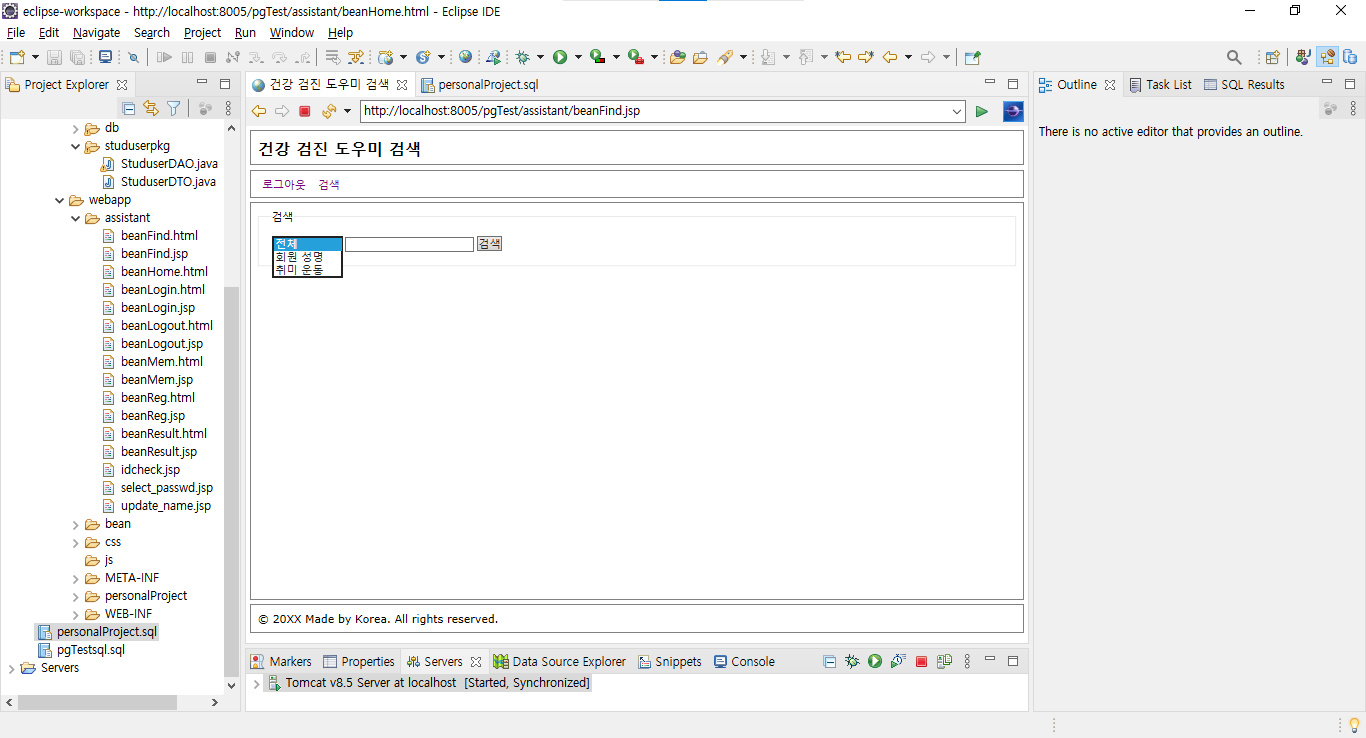 eclipse-workspace - http://localhost:8005/pgTest/assistant/beanHome.html - Eclipse IDE
File Edit Navigate Search Project Run Window Help
Project Explorer
db
studuserpkg
StuduserDAO.java
StuduserDTO.java
webapp
assistant
beanFind.html
beanFind.jsp
beanHome.html
beanLogin.html
beanLogin.jsp
beanLogout.html
beanLogout.jsp
beanMem.html
beanMem.jsp
beanReg.html
beanReg.jsp
beanResult.html
beanResult.jsp
idcheck.jsp
select_passwd.jsp
update_name.jsp
bean
css
js
META-INF
personalProject
WEB-INF
personalProject.sql
pgTestsql.sql
Servers
건강 검진 도우미 검색 personalProject.sql
http://localhost:8005/pgTest/assistant/beanFind.jsp
건강 검진 도우미 검색
로그아웃 검색
검색
전체 검색
회원 성명
취미 운동
© 20XX Made by Korea. All rights reserved.
Markers Properties Servers Data Source Explorer Snippets Console
Tomcat v8.5 Server at localhost [Started, Synchronized]
Outline Task List SQL Results
There is no active editor that provides an outline.